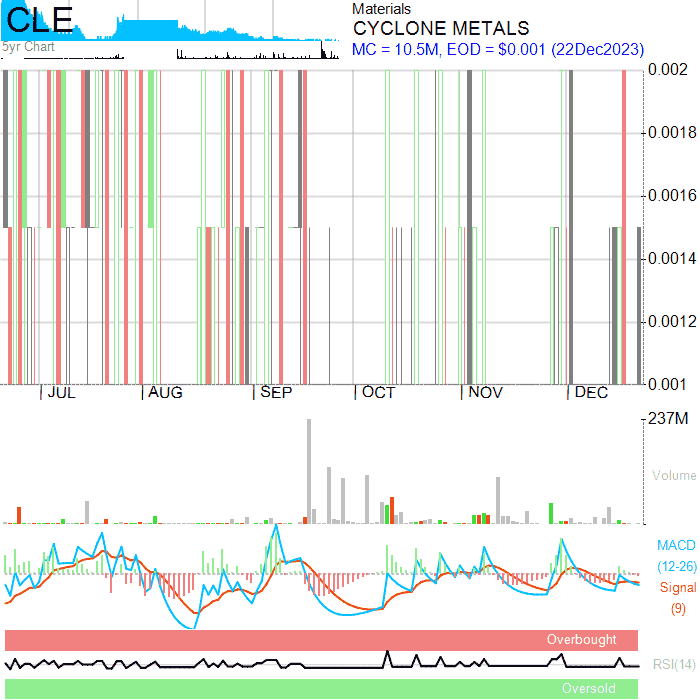 CLE
5yr Chart
Materials
CYCLONE METALS
MC = 10.5M, EOD = $0.001 (22Dec2023)
0.002
0.0018
0.0016
0.0014
0.0012
0.001
JUL AUG SEP OCT NOV DEC
237M
Volume
MACD
(12-26)
Signal
(9)
Overbought
RSI(14)
Oversold